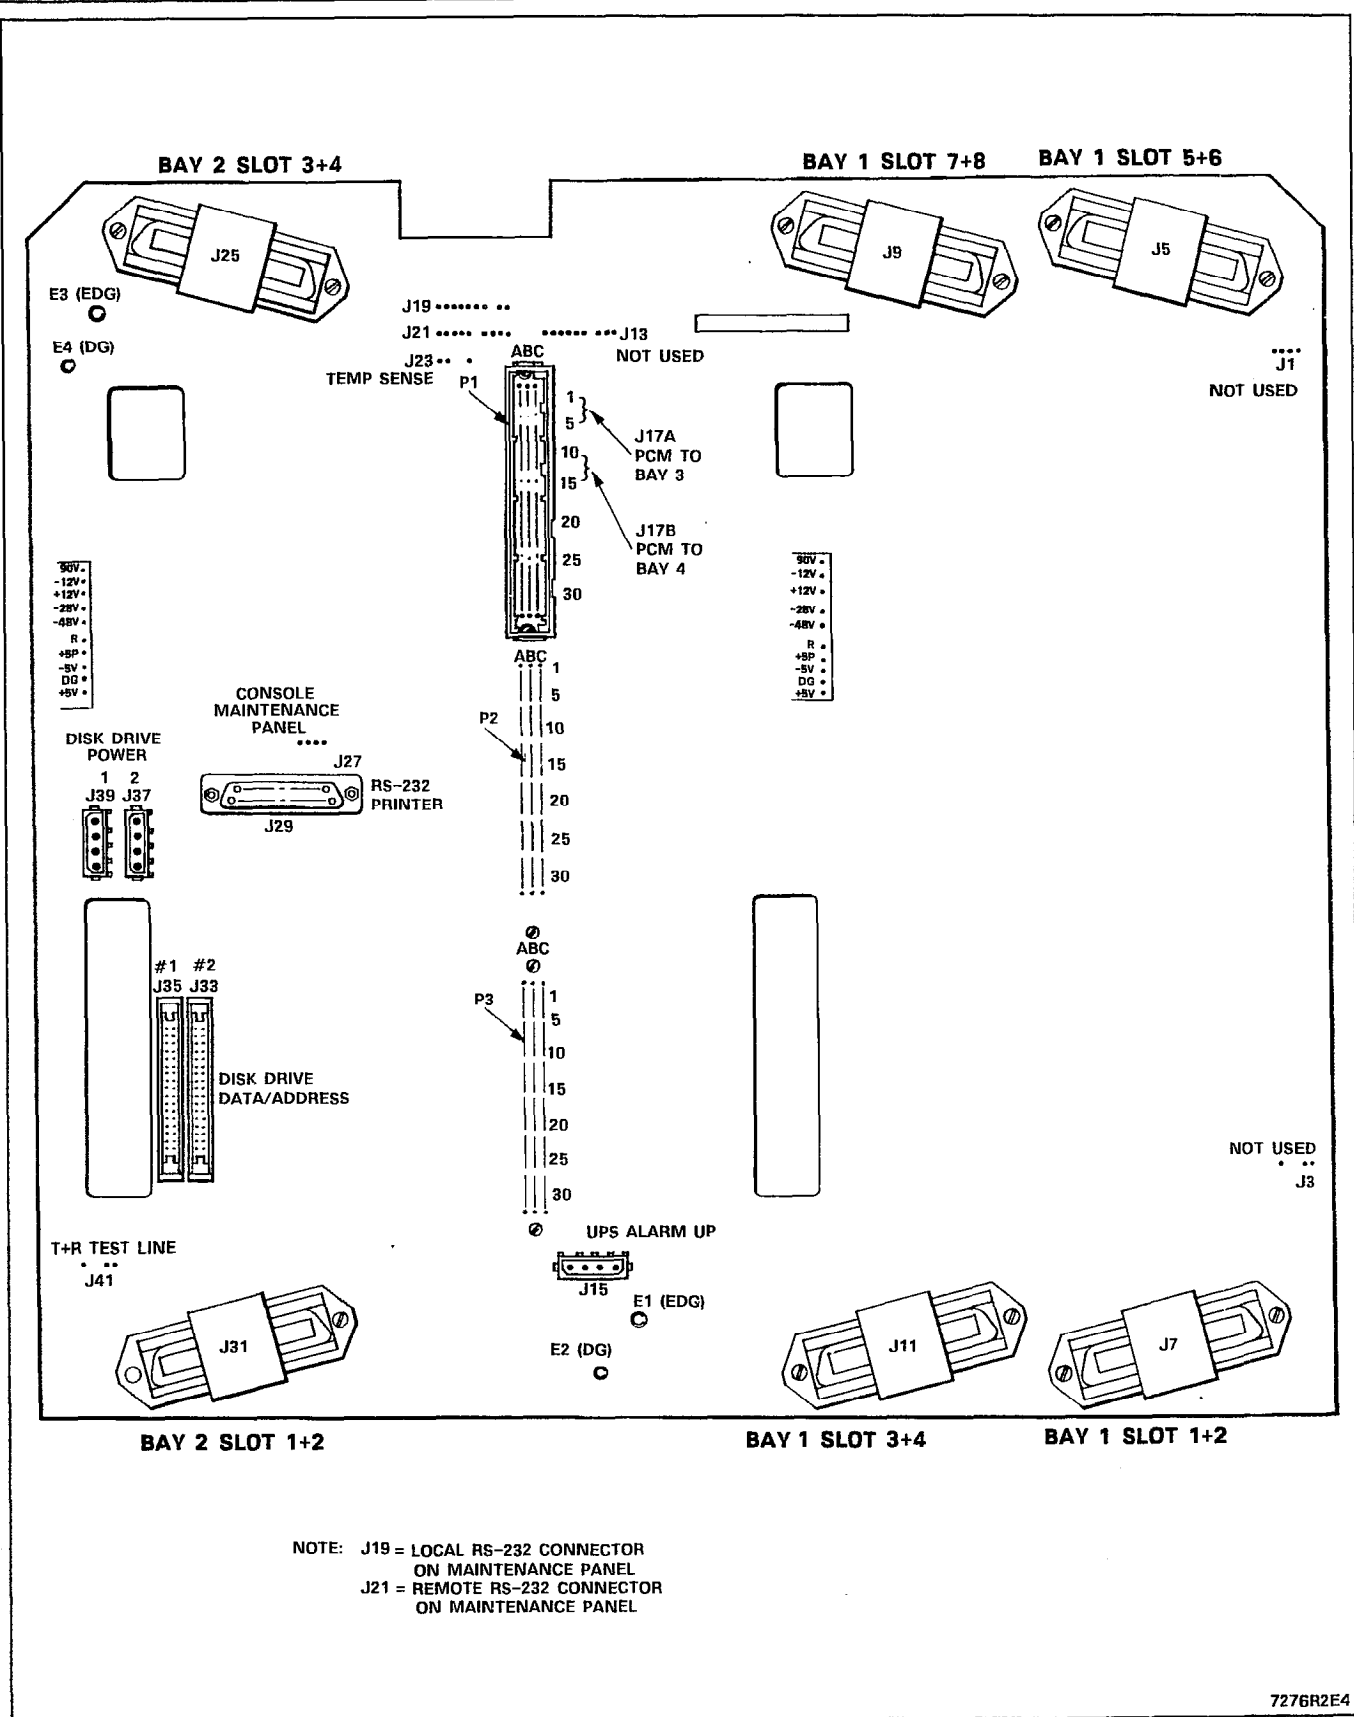 BAY 2 SLOT 3+4
BAY 1 SLOT 7+8
BAY 1 SLOT 5+6
J25
J9
J5
E3 (EDG)
E4 (DG)
J19
J21
J13
NOT USED
J23
TEMP SENSE
ABC
P1
1
5
10
15
20
25
30
J17A
PCM TO
BAY 3
J17B
PCM TO
BAY 4
J1
NOT USED
90V
-12V
+12V
-28V
-48V
R
+5P
-5V
DG
+5V
90V
-12V
+12V
-28V
-48V
R
+5P
-5V
DG
+5V
ABC
P2
1
5
10
15
20
25
30
CONSOLE
MAINTENANCE
PANEL
J27
RS-232
PRINTER
J29
DISK DRIVE
POWER
1 2
J39 J37
#1 #2
J35 J33
DISK DRIVE
DATA/ADDRESS
ABC
P3
1
5
10
15
20
25
30
NOT USED
J3
T+R TEST LINE
J41
UPS ALARM UP
J15
E1 (EDG)
E2 (DG)
J31
J11
J7
BAY 2 SLOT 1+2
BAY 1 SLOT 3+4
BAY 1 SLOT 1+2
NOTE: J19 = LOCAL RS-232 CONNECTOR
ON MAINTENANCE PANEL
J21 = REMOTE RS-232 CONNECTOR
ON MAINTENANCE PANEL
7276R2E4